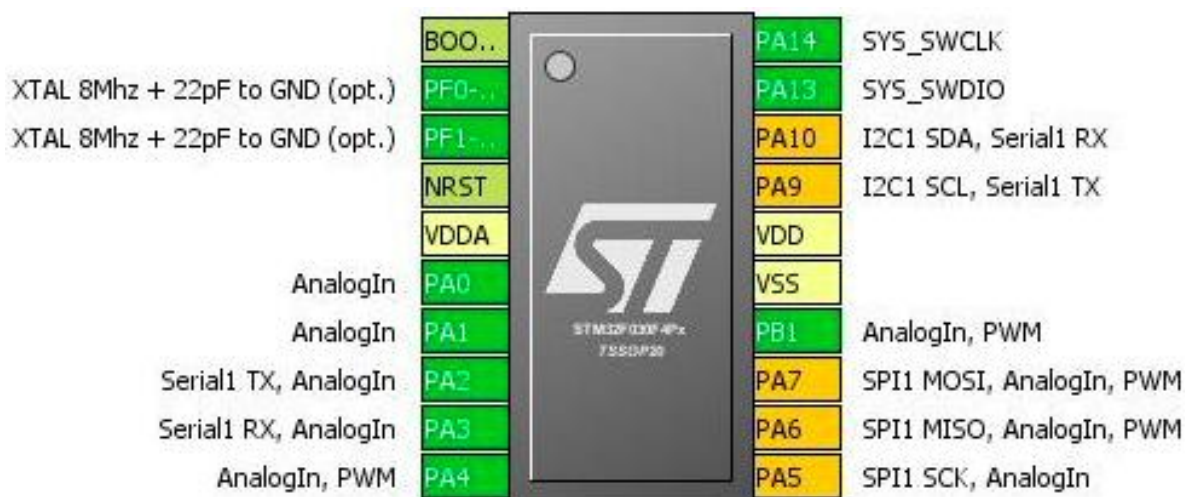 BOO..
XTAL 8Mhz + 22pF to GND (opt.) PF0-..
XTAL 8Mhz + 22pF to GND (opt.) PF1-..
NRST
VDDA
AnalogIn PA0
AnalogIn PA1
Serial1 TX, AnalogIn PA2
Serial1 RX, AnalogIn PA3
AnalogIn, PWM PA4
ST
STM32F030F4Px
TSSOP20
PA14 SYS_SWCLK
PA13 SYS_SWDIO
PA10 I2C1 SDA, Serial1 RX
PA9 I2C1 SCL, Serial1 TX
VDD
VSS
PB1 AnalogIn, PWM
PA7 SPI1 MOSI, AnalogIn, PWM
PA6 SPI1 MISO, AnalogIn, PWM
PA5 SPI1 SCK, AnalogIn